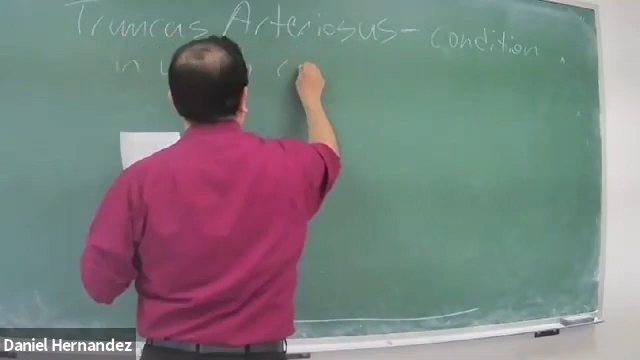 Truncus Arteriosus - condition
in
Daniel Hernandez